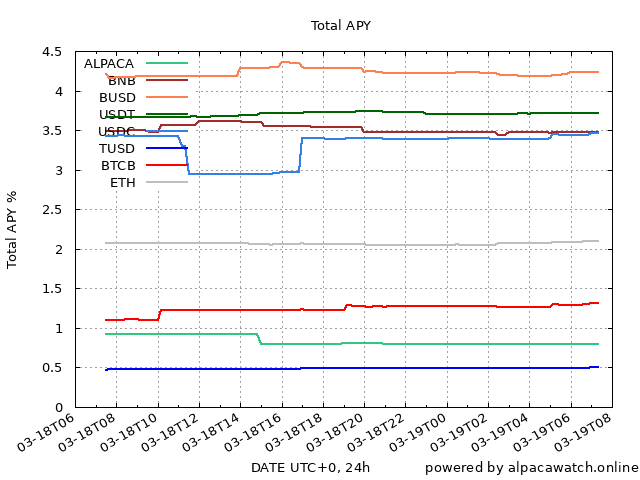 Total APY
Total APY %
4.5
4
3.5
3
2.5
2
1.5
1
0.5
0
ALPACA
BNB
BUSD
USDT
USDC
TUSD
BTCB
ETH
03-18T06
03-18T08
03-18T10
03-18T12
03-18T14
03-18T16
03-18T18
03-18T20
03-18T22
03-19T00
03-19T02
03-19T04
03-19T06
03-19T08
DATE UTC+0, 24h
powered by alpacawatch.online